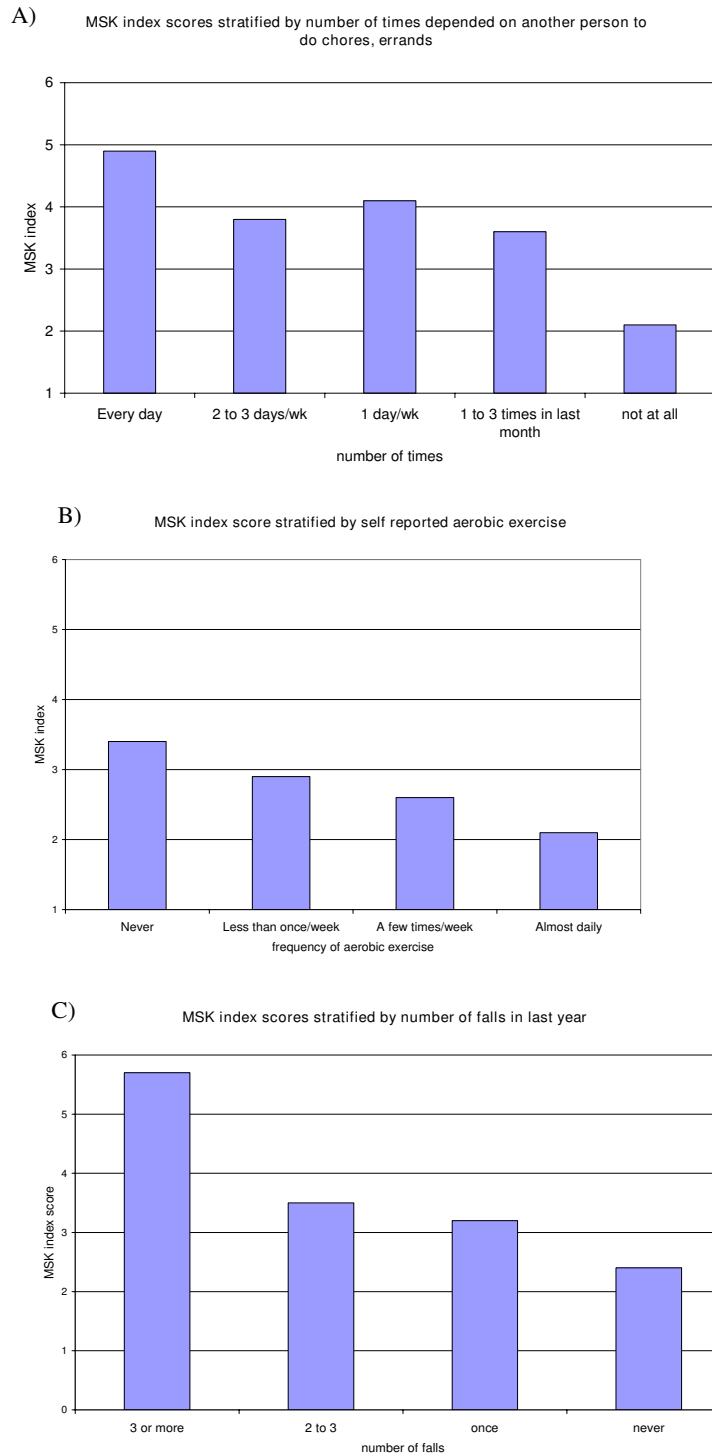 A)
MSK index scores stratified by number of times depended on another person to
do chores, errands
6
5
4
3
2
1
MSK index
Every day
2 to 3 days/wk
1 day/wk
1 to 3 times in last
month
not at all
number of times
B)
MSK index score stratified by self reported aerobic exercise
6
5
4
3
2
1
MSK index
Never
Less than once/week
A few times/week
Almost daily
frequency of aerobic exercise
C)
MSK index scores stratified by number of falls in last year
6
5
4
3
2
1
0
MSK index score
3 or more
2 to 3
once
never
number of falls